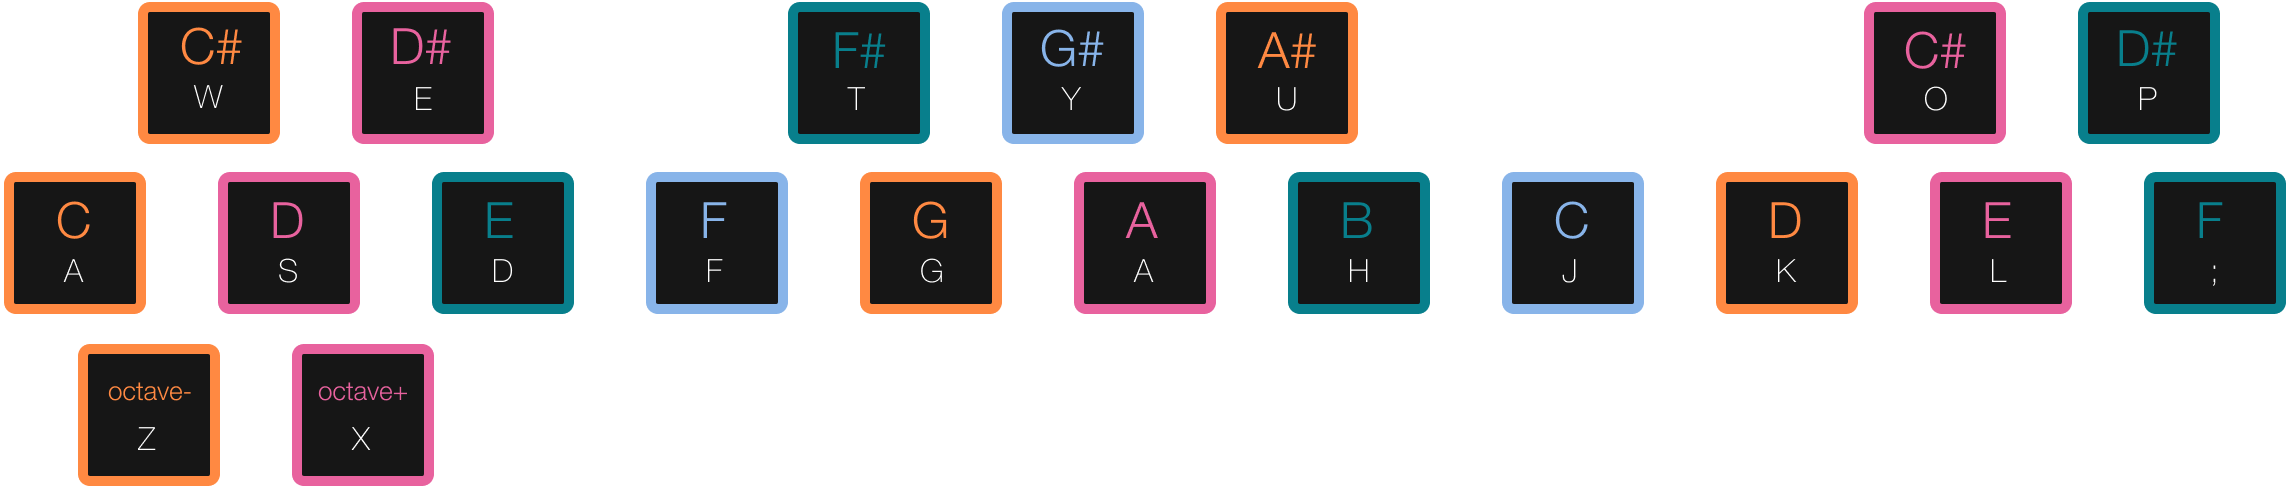 C# D# F# G# A# C# D#
W E T Y U O P
C D E F G A B C D E F
A S D F G A H J K L ;
octave- octave+
Z X